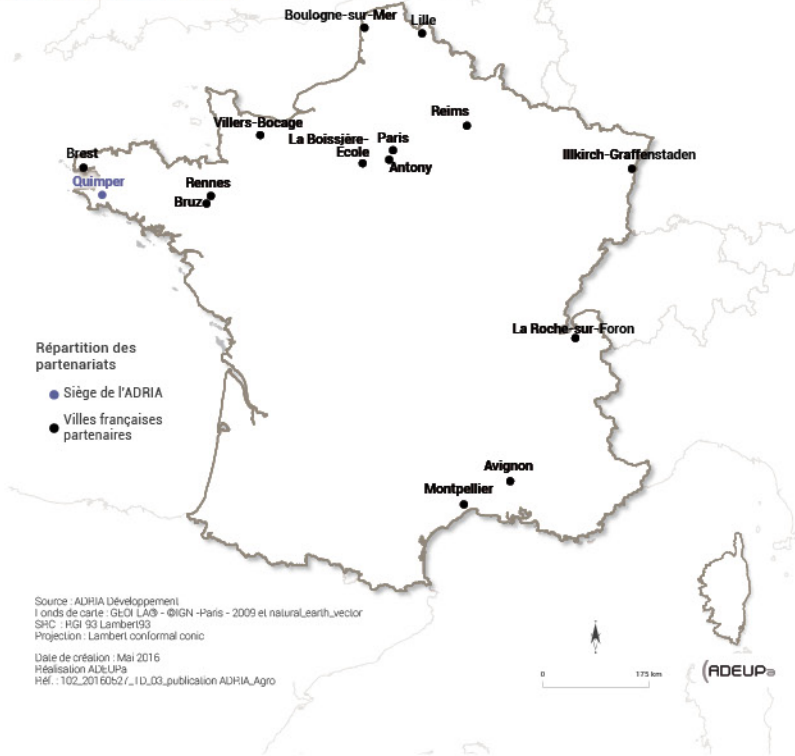 Boulogne-sur-Mer
Lille
Reims
Villers-Bocage
La Boissière-
École
Paris
Antony
Illkirch-Graffenstaden
Brest
Quimper
Rennes
Bruz
La Roche-sur-Foron
Répartition des
partenariats
Siège de l'ADRIA
Villes françaises
partenaires
Avignon
Montpellier
Source : ADRIA Développement
Fonds de carte : GEOFLA® - ©IGN -Paris - 2009 et natural_earth_vector
SRC : RGF 93 Lambert93
Projection : Lambert conformal conic
Date de création : Mai 2016
Réalisation ADEUPa
Réf. : 102_20160527_TD_03_publication ADRIA_Agro
N
0 175 km
ADEUPa